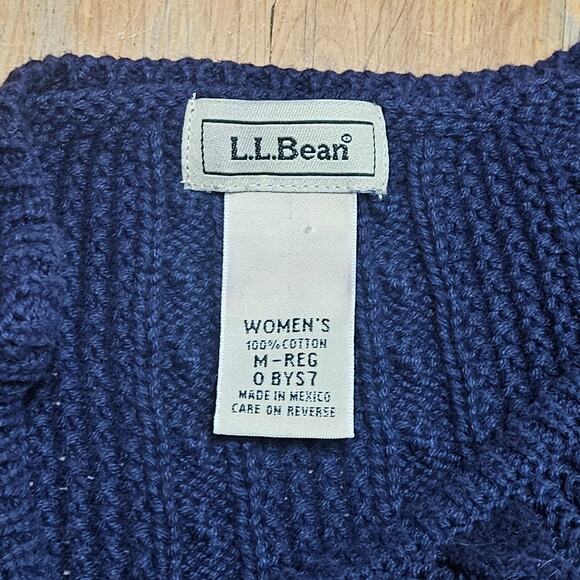 L.L.Bean®
WOMEN'S
100% COTTON
M-REG
0 BYS7
MADE IN MEXICO
CARE ON REVERSE